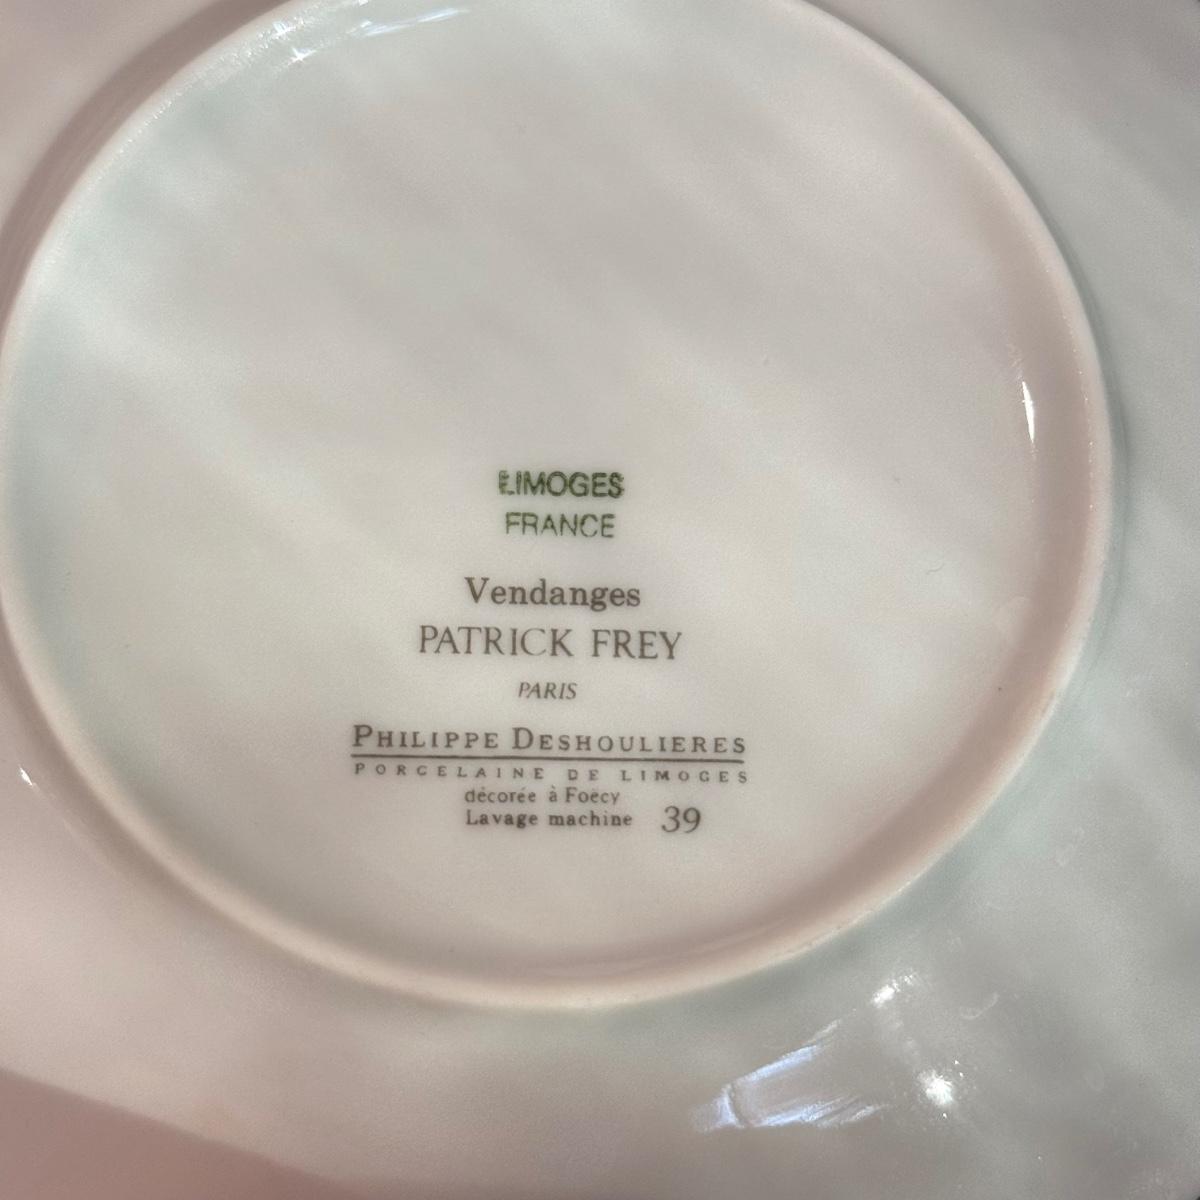 LIMOGES
FRANCE
Vendanges
PATRICK FREY
PARIS
PHILIPPE DESHOULIERES
PORCELAINE DE LIMOGES
décorée à Foëcy
Lavage machine 39